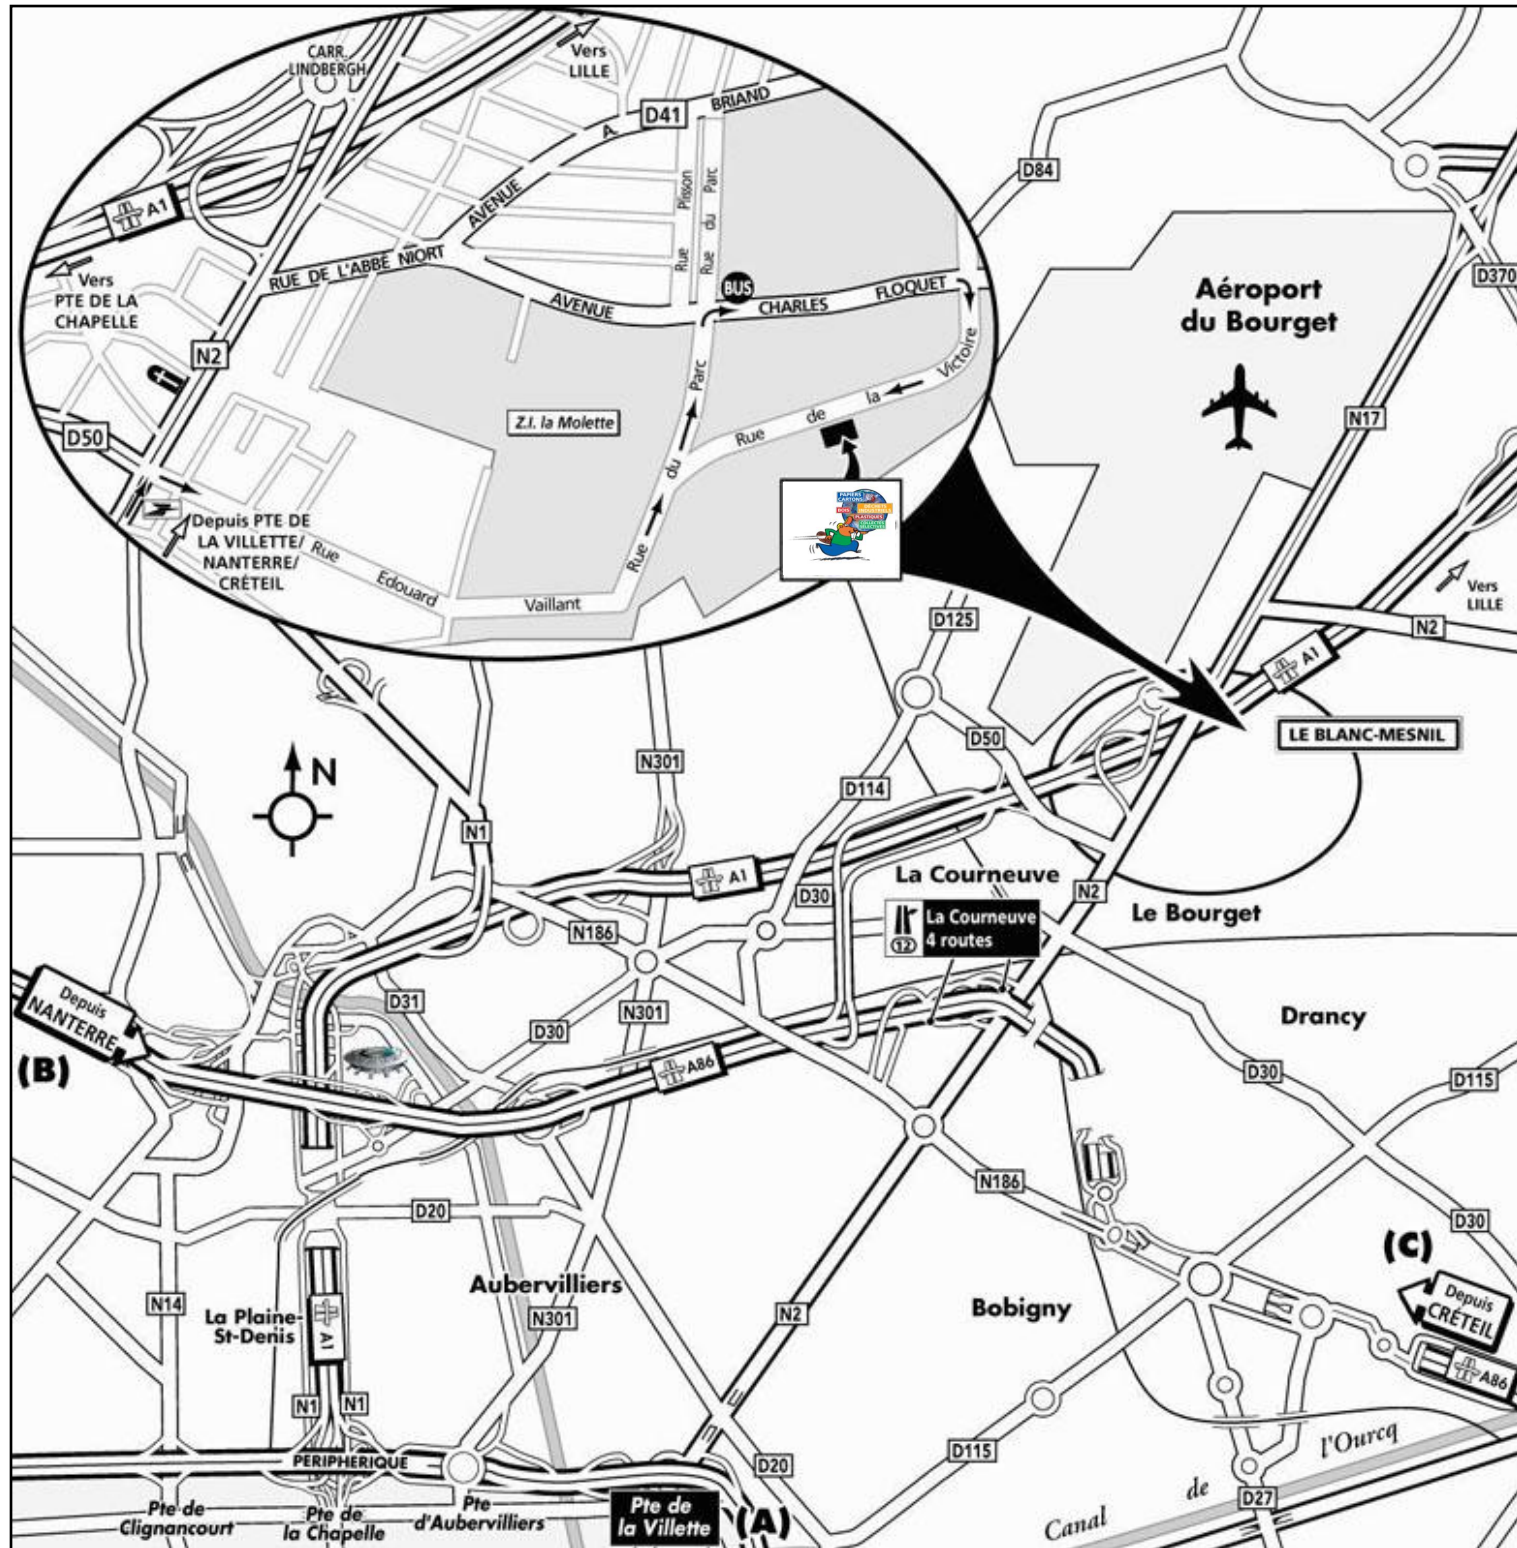 CARR.
LINDBERGH
Vers
LILLE
A1
D41
AVENUE A. BRIAND
Rue Plisson
Rue du Parc
Vers
PTE DE LA
CHAPELLE
RUE DE L'ABBÉ NIORT
BUS
AVENUE CHARLES FLOQUET
N2
Rue de la Victoire
Z.I. la Molette
D50
Rue du Parc
Depuis PTE DE
LA VILLETTE/
NANTERRE/
CRÉTEIL
Rue Edouard Vaillant
PAPIERS
CARTONS
BOIS
PLASTIQUES
D84
D370
Aéroport
du Bourget
N17
Vers
LILLE
D125
N2
A1
LE BLANC-MESNIL
D50
N301
D114
N
N1
A1
D30
La Courneuve
N2
12
La Courneuve
4 routes
Le Bourget
N186
Depuis
NANTERRE
(B)
D31
D30
N301
A86
Drancy
D30
D115
N186
D20
D30
(C)
Depuis
CRÉTEIL
A86
Aubervilliers
N14
La Plaine-
St-Denis
A1
N301
N2
Bobigny
N1
N1
PERIPHERIQUE
D20
D115
D27
Canal de l'Ourcq
Pte de
Clignancourt
Pte de
la Chapelle
Pte
d'Aubervilliers
Pte de
la Villette
(A)